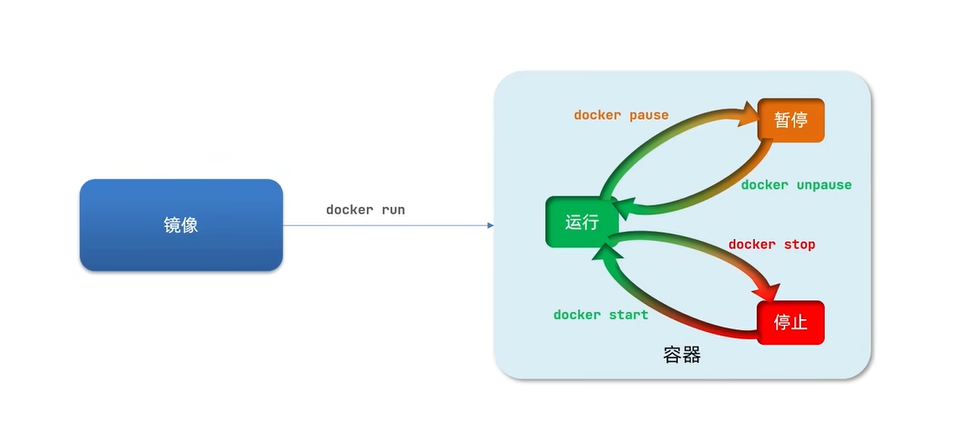 docker pause
暂停
docker unpause
镜像
docker run
运行
docker stop
docker start
停止
容器